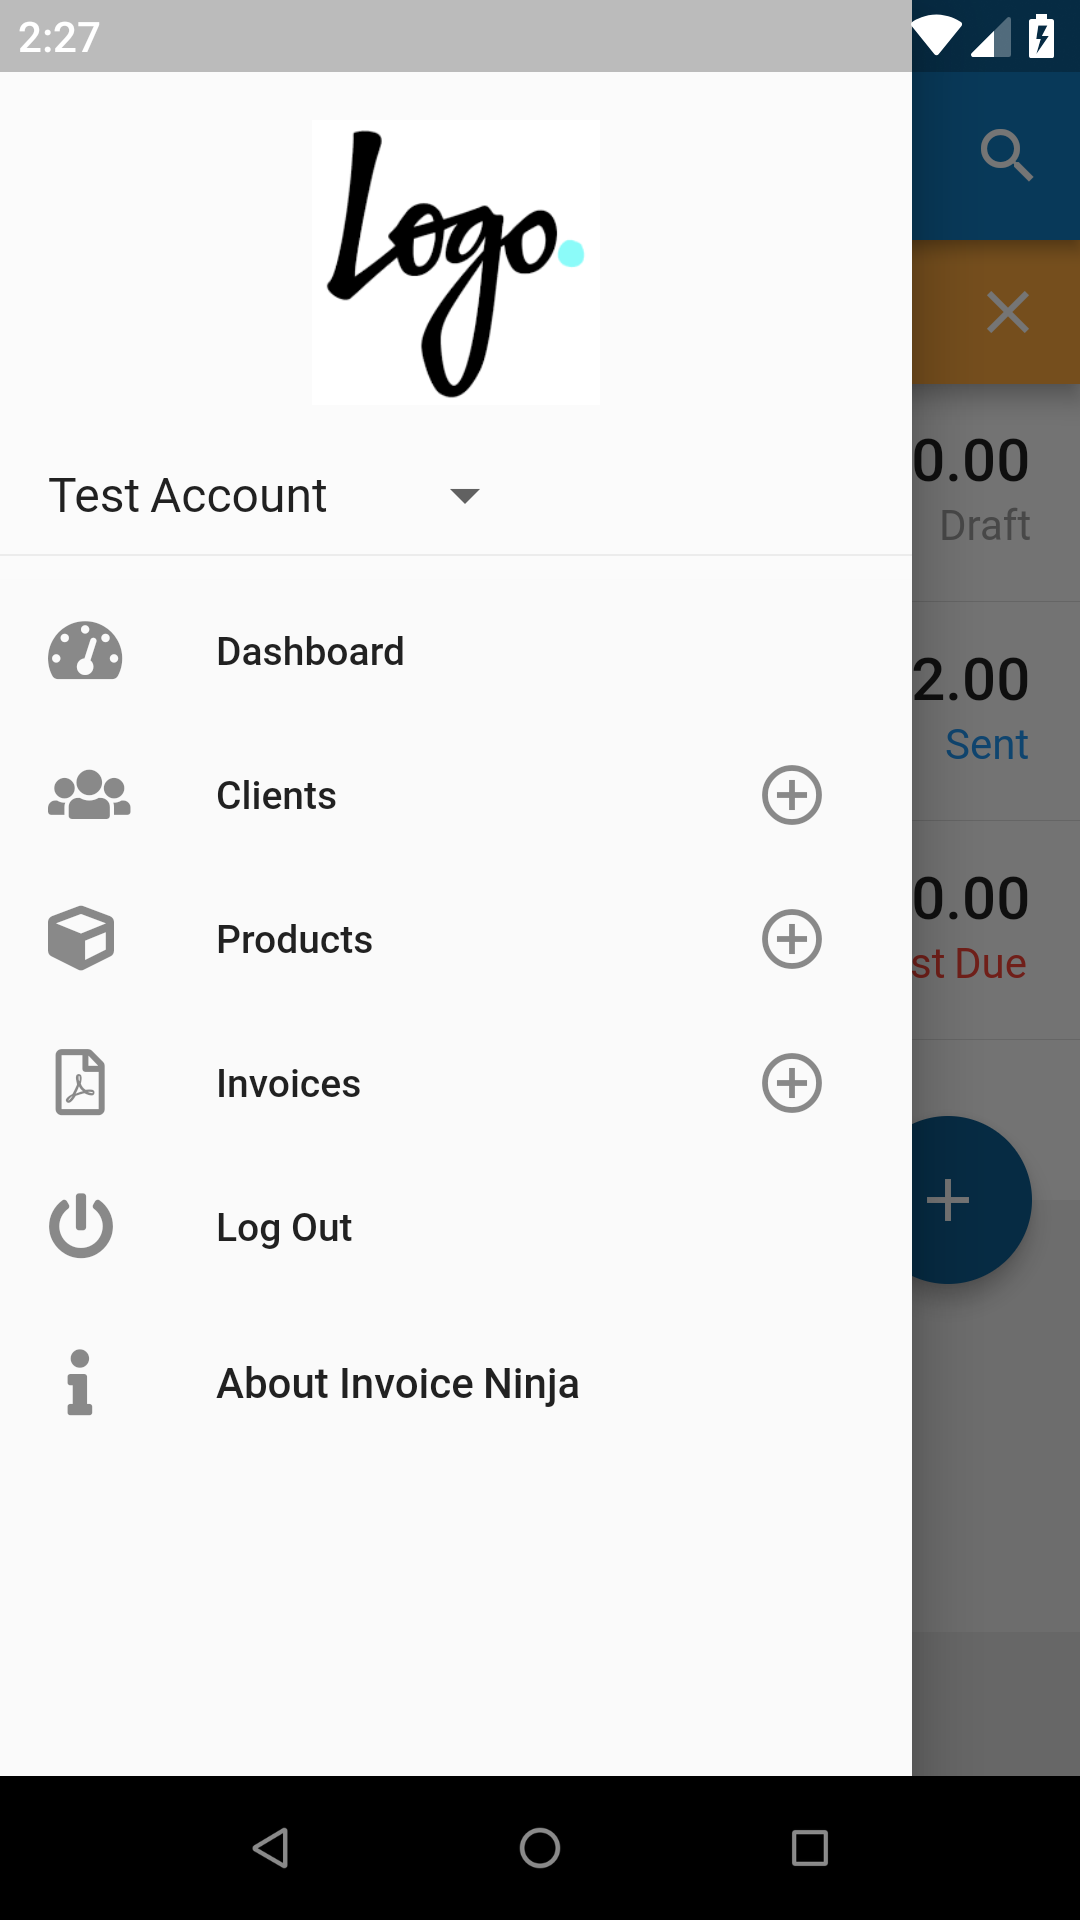 2:27
Logo.
Test Account
Dashboard
Clients
Products
Invoices
Log Out
About Invoice Ninja
0.00
Draft
2.00
Sent
0.00
st Due